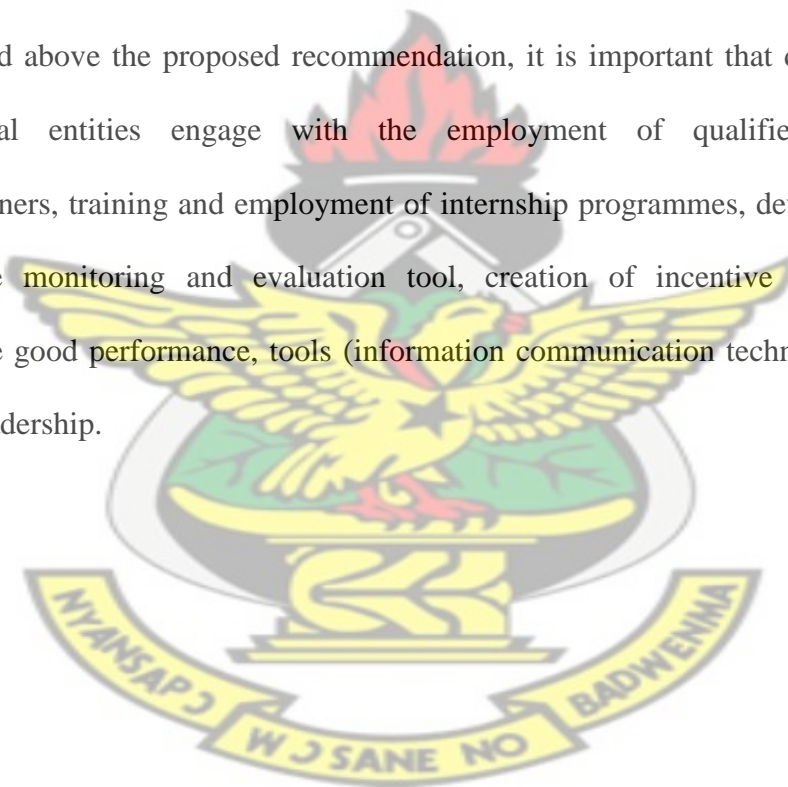 d above the proposed recommendation, it is important that
al entities engage with the employment of qualifie
ners, training and employment of internship programmes, de
e monitoring and evaluation tool, creation of incentive
e good performance, tools (information communication techn
dership.
NYANSAPƆ
WƆSANE NO
BADWENMA